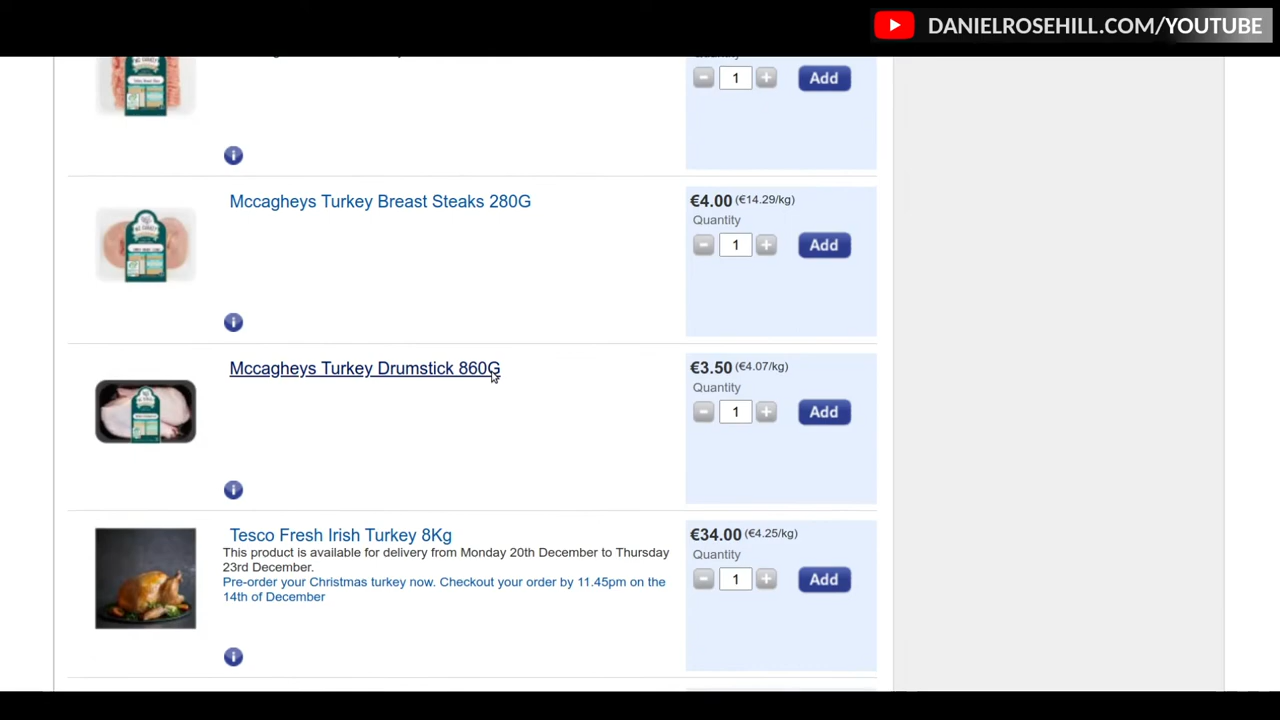 DANIELROSEHILL.COM/YOUTUBE
1
Add
Mccagheys Turkey Breast Steaks 280G
€4.00 (€14.29/kg)
Quantity
1
Add
Mccagheys Turkey Drumstick 860G
€3.50 (€4.07/kg)
Quantity
1
Add
Tesco Fresh Irish Turkey 8Kg
This product is available for delivery from Monday 20th December to Thursday
23rd December.
Pre-order your Christmas turkey now. Checkout your order by 11.45pm on the
14th of December
€34.00 (€4.25/kg)
Quantity
1
Add